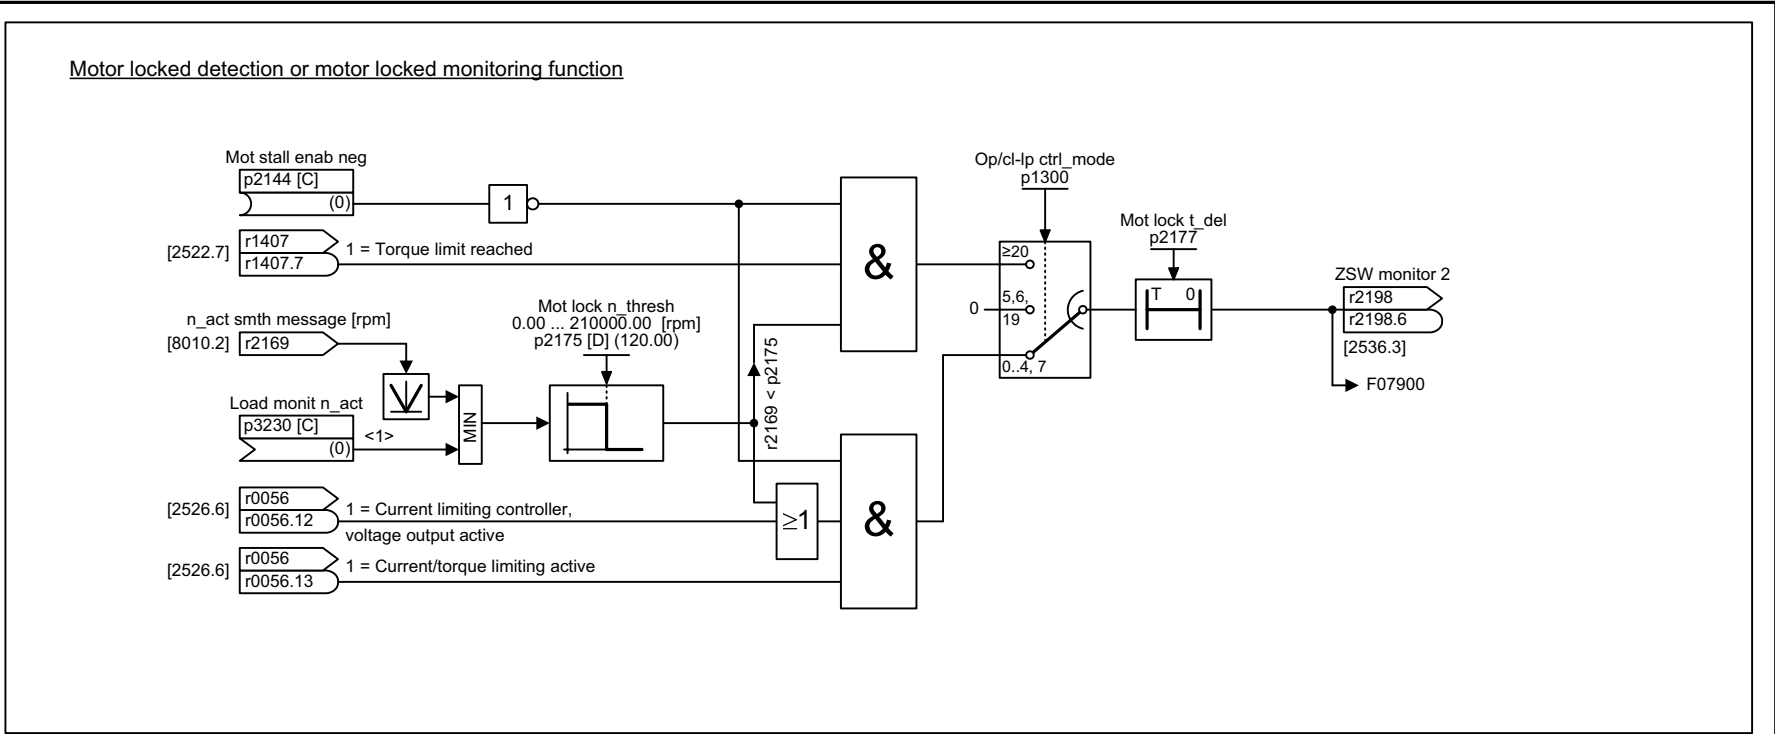 Motor locked detection or motor locked monitoring function
Mot stall enab neg
p2144 [C]
(0)
1
[2522.7]
r1407
r1407.7
1 = Torque limit reached
&
Op/cl-lp ctrl_mode
p1300
≥20
0
5,6,
19
0..4, 7
Mot lock t_del
p2177
T 0
ZSW monitor 2
r2198
r2198.6
[2536.3]
F07900
n_act smth message [rpm]
[8010.2]
r2169
Mot lock n_thresh
0.00 ... 210000.00 [rpm]
p2175 [D] (120.00)
r2169 < p2175
Load monit n_act
p3230 [C]
(0)
<1>
MIN
[2526.6]
r0056
r0056.12
1 = Current limiting controller,
voltage output active
≥1
&
[2526.6]
r0056
r0056.13
1 = Current/torque limiting active